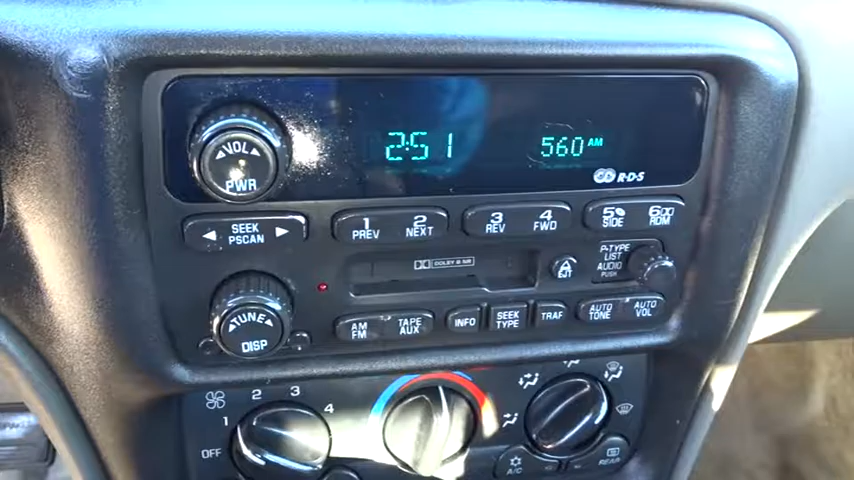 2:51 560 AM
VOL
PWR
RDS
SEEK
PSCAN
1 PREV
2 NEXT
3 REV
4 FWD
5 SIDE
6 RDM
DOLBY B NR
EJT
P-TYPE
LIST
AUDIO
PUSH
TUNE
DISP
AM
FM
TAPE
AUX
INFO
SEEK
TYPE
TRAF
AUTO
TONE
AUTO
VOL
OFF 1 2 3 4
A/C
REAR